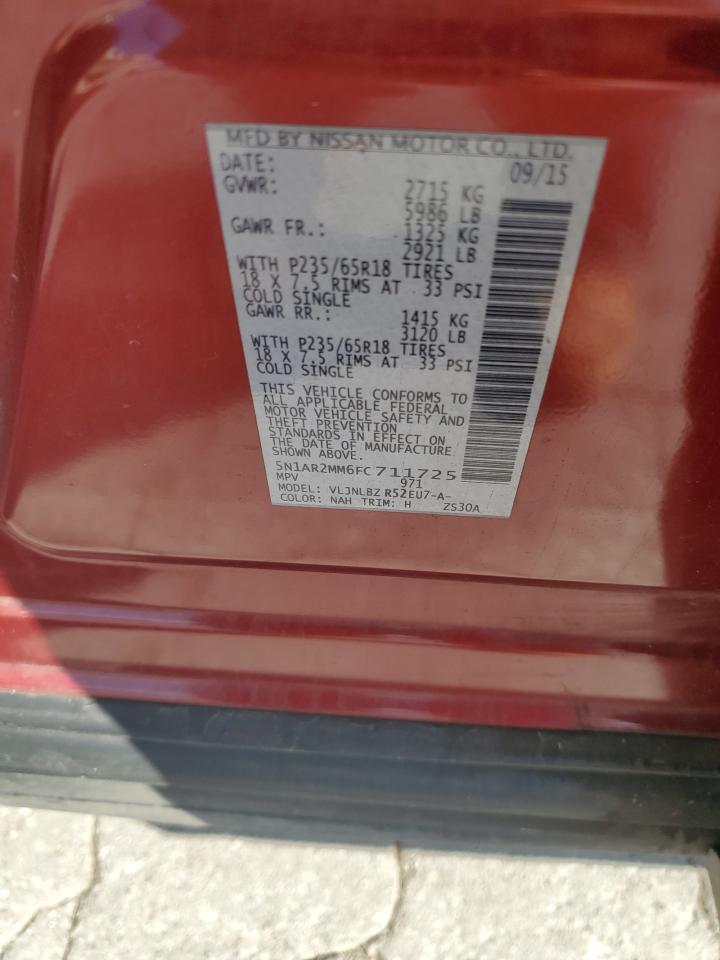 MFD BY NISSAN MOTOR CO., LTD.
DATE: 09/15
GVWR: 2715 KG
5986 LB
GAWR FR.: 1325 KG
2921 LB
WITH P235/65R18 TIRES
18 X 7.5 RIMS AT 33 PSI
COLD SINGLE
GAWR RR.: 1415 KG
3120 LB
WITH P235/65R18 TIRES
18 X 7.5 RIMS AT 33 PSI
COLD SINGLE
THIS VEHICLE CONFORMS TO
ALL APPLICABLE FEDERAL
MOTOR VEHICLE SAFETY AND
THEFT PREVENTION
STANDARDS IN EFFECT ON
THE DATE OF MANUFACTURE
SHOWN ABOVE.
5N1AR2MM6FC711725
MPV 971
MODEL: VLJNLBZ R52EU7-A-
COLOR: NAH TRIM: H ZS30A